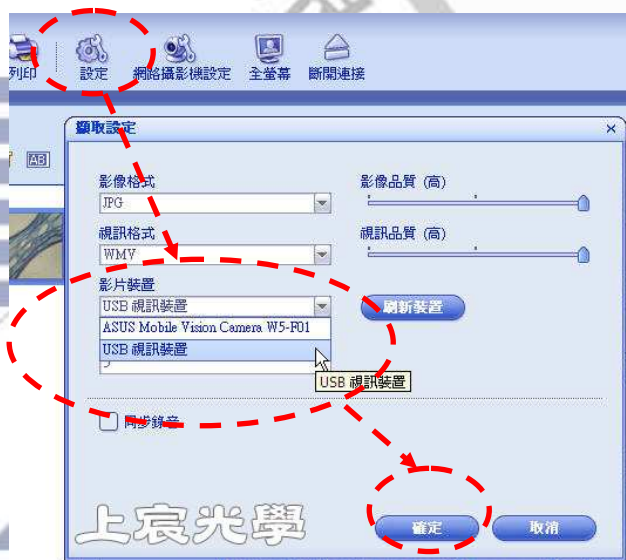 列印 設定 網路攝影機設定 全螢幕 斷開連接
擷取設定
AB
影像格式 影像品質 (高)
JPG
視訊格式 視訊品質 (高)
WMV
影片裝置
USB 視訊裝置 刷新裝置
ASUS Mobile Vision Camera W5-F01
USB 視訊裝置
USB 視訊裝置
同步錄音
上宸光學
確定 取消